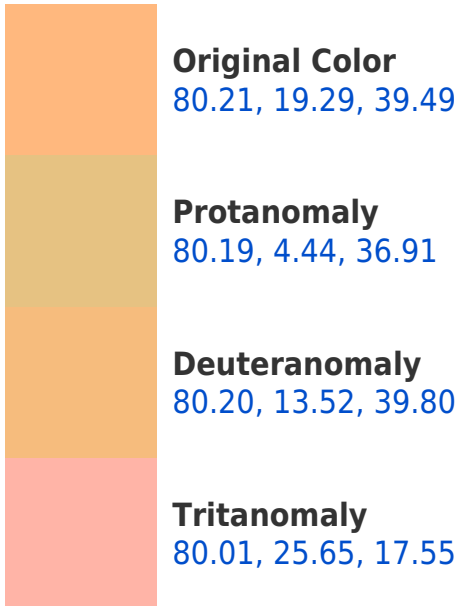 Original Color
80.21, 19.29, 39.49
Protanomaly
80.19, 4.44, 36.91
Deuteranomaly
80.20, 13.52, 39.80
Tritanomaly
80.01, 25.65, 17.55